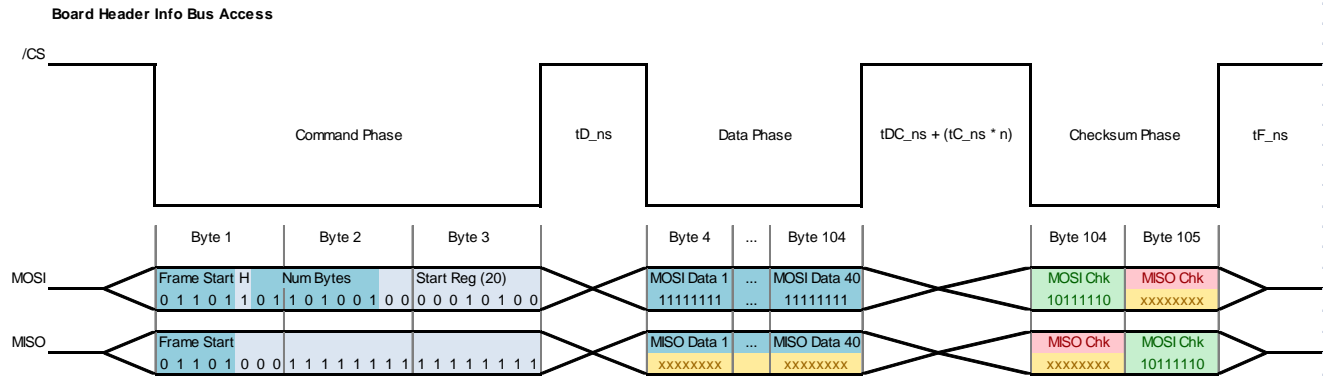 Board Header Info Bus Access
/CS
Command Phase
tD_ns
Data Phase
tDC_ns + (tC_ns * n)
Checksum Phase
tF_ns
Byte 1 Byte 2 Byte 3 Byte 4 ... Byte 104 Byte 104 Byte 105
MOSI
Frame Start H Num Bytes Start Reg (20) MOSI Data 1 ... MOSI Data 40 MOSI Chk MISO Chk
0 1 1 0 1 1 0 1 1 0 1 0 0 1 0 0 0 0 0 1 0 1 0 0 11111111 ... 11111111 10111110 xxxxxxxx
MISO
Frame Start MISO Data 1 ... MISO Data 40 MISO Chk MOSI Chk
0 1 1 0 1 0 0 0 1 1 1 1 1 1 1 1 1 1 1 1 1 1 1 1 xxxxxxxx xxxxxxxx xxxxxxxx 10111110